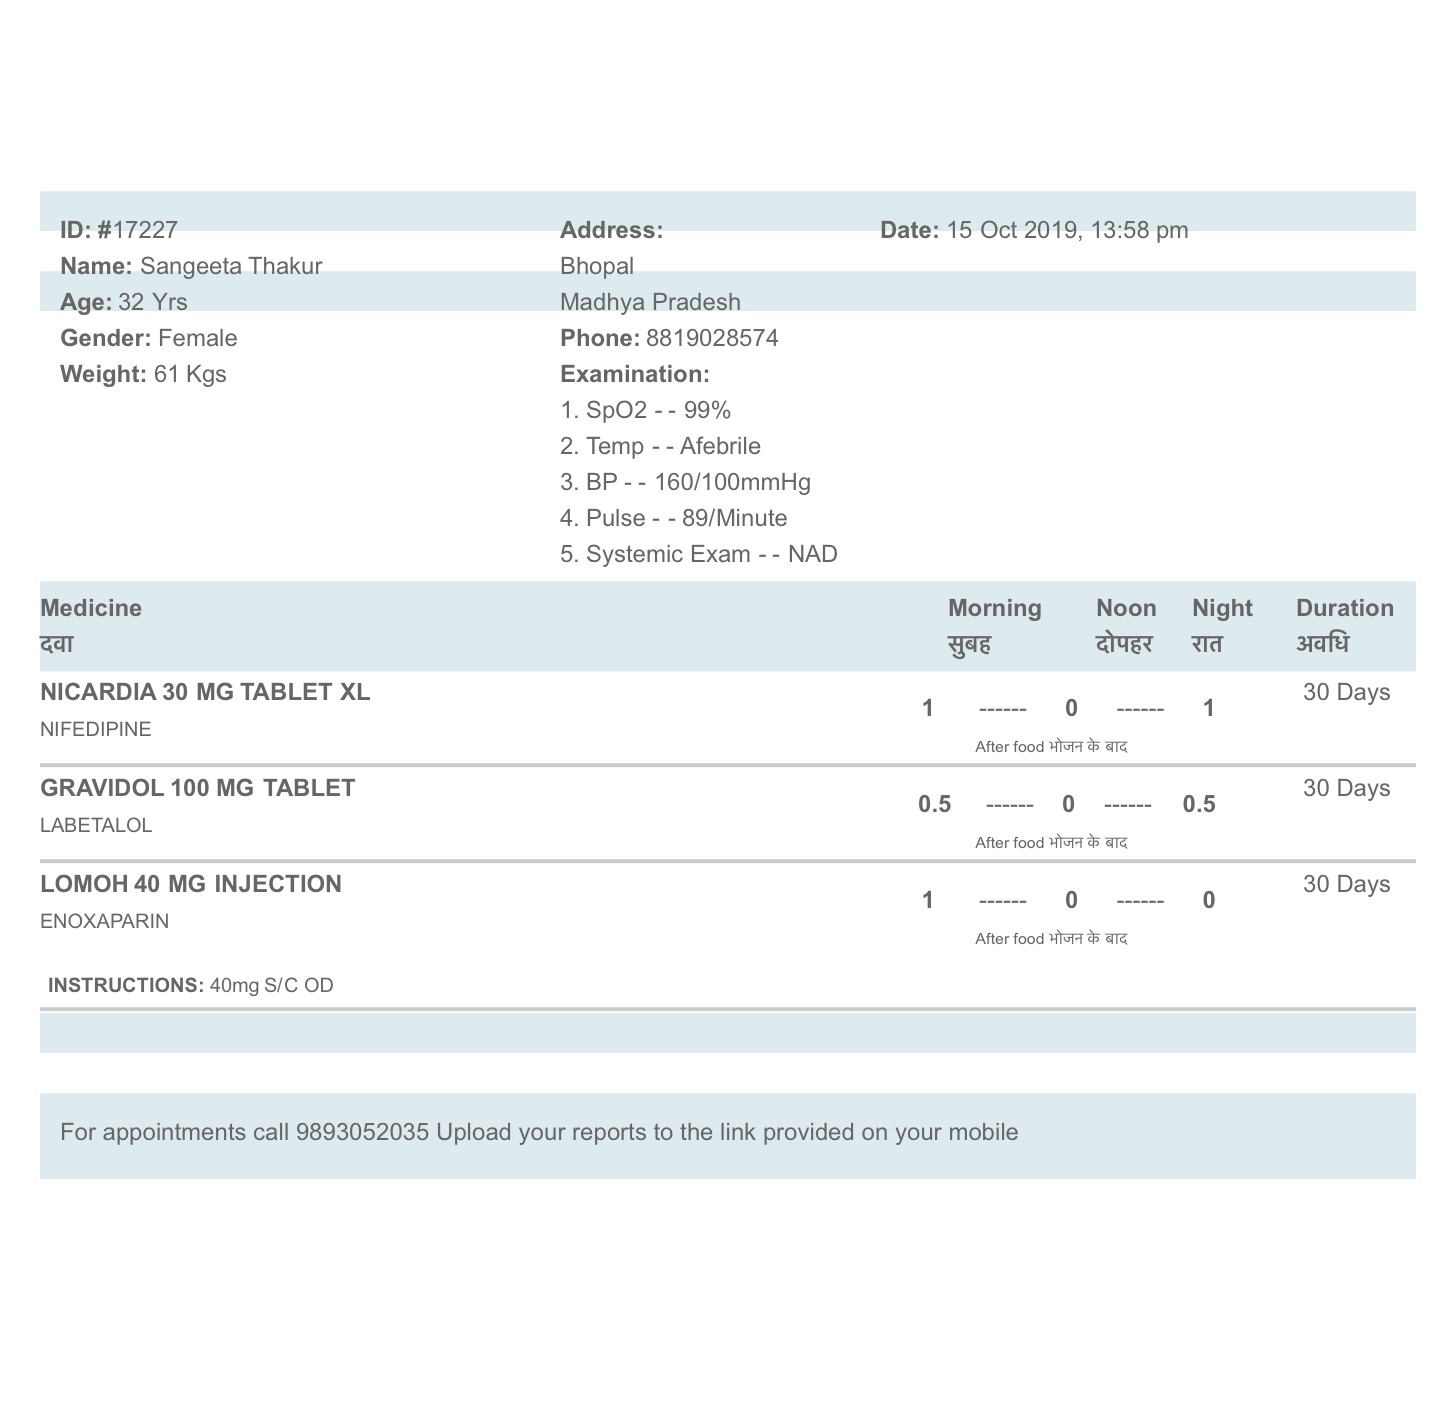 ID: #17227
Name: Sangeeta Thakur
Age: 32 Yrs
Gender: Female
Weight: 61 Kgs
Address:
Bhopal
Madhya Pradesh
Phone: 8819028574
Examination:
1. SpO2 - - 99%
2. Temp - - Afebrile
3. BP - - 160/100mmHg
4. Pulse - - 89/Minute
5. Systemic Exam - - NAD
Date: 15 Oct 2019, 13:58 pm
Medicine Morning Noon Night Duration
दवा सुबह दोपहर रात अवधि
NICARDIA 30 MG TABLET XL 30 Days
1 ------ 0 ------ 1
NIFEDIPINE
After food भोजन के बाद
GRAVIDOL 100 MG TABLET 30 Days
0.5 ------ 0 ------ 0.5
LABETALOL
After food भोजन के बाद
LOMOH 40 MG INJECTION 30 Days
1 ------ 0 ------ 0
ENOXAPARIN
After food भोजन के बाद
INSTRUCTIONS: 40mg S/C OD
For appointments call 9893052035 Upload your reports to the link provided on your mobile